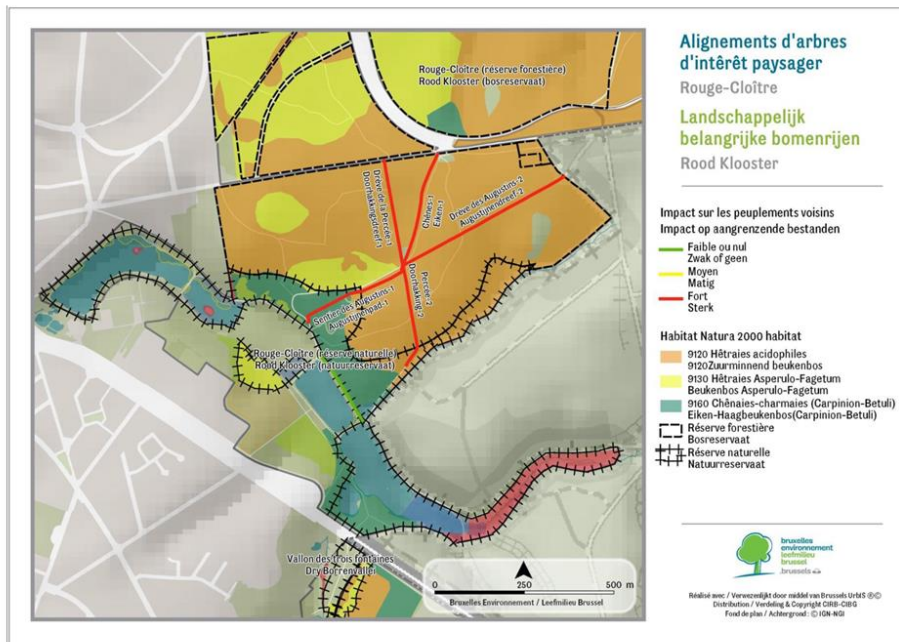 Alignements d'arbres
d'intérêt paysager
Rouge-Cloître
Landschappelijk
belangrijke bomenrijen
Rood Klooster
Impact sur les peuplements voisins
Impact op aangrenzende bestanden
Faible ou nul
Zwak of geen
Moyen
Matig
Fort
Sterk
Habitat Natura 2000 habitat
9120 Hêtraies acidophiles
9120Zuurminnend beukenbos
9130 Hêtraies Asperulo-Fagetum
Beukenbos Asperulo-Fagetum
9160 Chênaies-charmaies (Carpinion-Betuli)
Eiken-Haagbeukenbos(Carpinion-Betuli)
Réserve forestière
Bosreservaat
Réserve naturelle
Natuurreservaat
Rouge-Cloître (réserve forestière)
Rood Klooster (bosreservaat)
Drève de la Percée-1
Doorhakkingsdreef-1
Chênes-1
Eiken-1
Drève des Augustins-2
Augustijnendreef-2
Sentier des Augustins-1
Augustijnenpad-1
Percée-2
Doorhakking-2
Rouge-Cloître (réserve naturelle)
Rood Klooster (natuurreservaat)
Vallon des trois fontaines
Dry Borrenvallei
0 250 500 m
Bruxelles Environnement / Leefmilieu Brussel
bruxelles
environnement
leefmilieu
brussel
.brussels
Réalisé avec / Verwezenlijkt door middel van Brussels UrbIS ®©
Distribution / Verdeling & Copyright CIRB-CIBG
Fond de plan / Achtergrond : © IGN-NGI